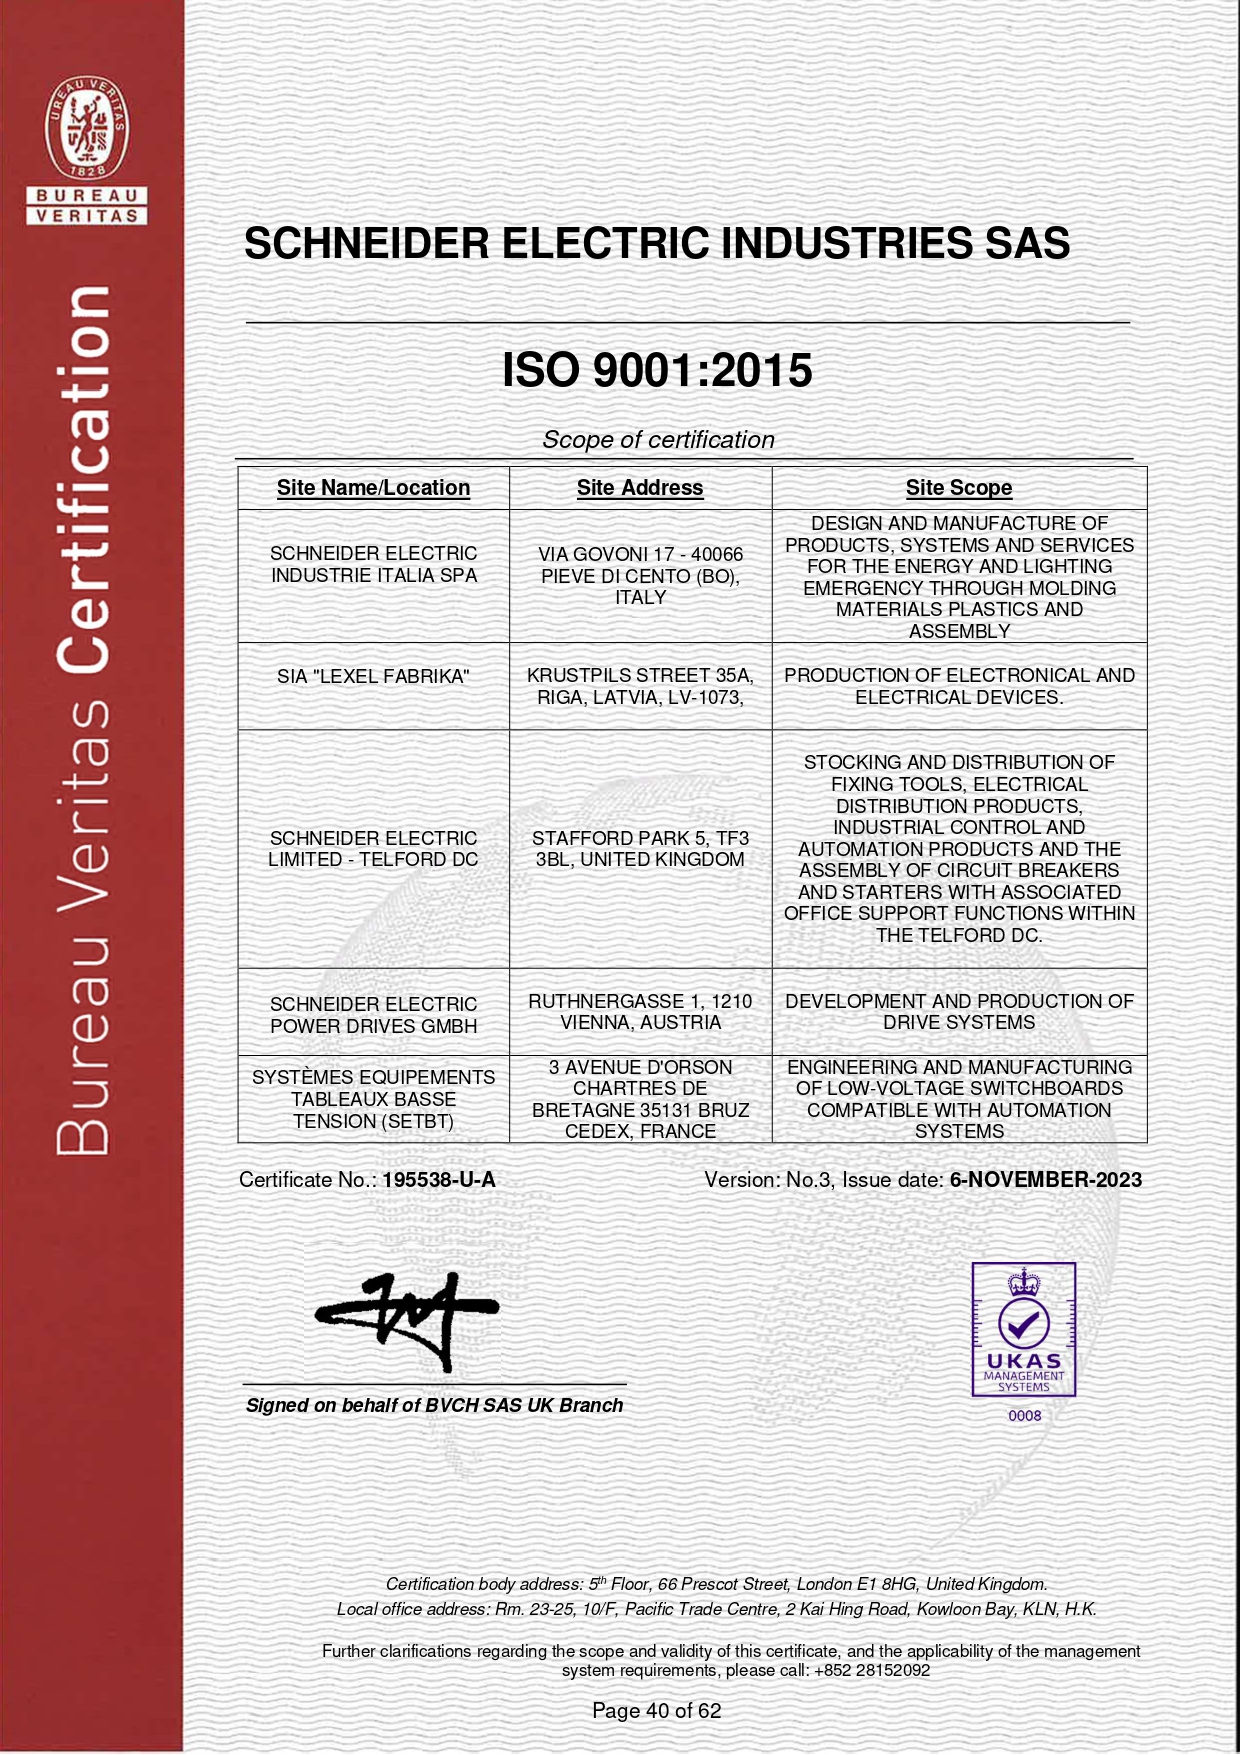 BUREAU VERITAS
1828
BUREAU
VERITAS
Bureau Veritas Certification
SCHNEIDER ELECTRIC INDUSTRIES SAS
ISO 9001:2015
Scope of certification
Site Name/Location
Site Address
Site Scope
SCHNEIDER ELECTRIC
INDUSTRIE ITALIA SPA
VIA GOVONI 17 - 40066
PIEVE DI CENTO (BO),
ITALY
DESIGN AND MANUFACTURE OF
PRODUCTS, SYSTEMS AND SERVICES
FOR THE ENERGY AND LIGHTING
EMERGENCY THROUGH MOLDING
MATERIALS PLASTICS AND
ASSEMBLY
SIA "LEXEL FABRIKA"
KRUSTPILS STREET 35A,
RIGA, LATVIA, LV-1073,
PRODUCTION OF ELECTRONICAL AND
ELECTRICAL DEVICES.
SCHNEIDER ELECTRIC
LIMITED - TELFORD DC
STAFFORD PARK 5, TF3
3BL, UNITED KINGDOM
STOCKING AND DISTRIBUTION OF
FIXING TOOLS, ELECTRICAL
DISTRIBUTION PRODUCTS,
INDUSTRIAL CONTROL AND
AUTOMATION PRODUCTS AND THE
ASSEMBLY OF CIRCUIT BREAKERS
AND STARTERS WITH ASSOCIATED
OFFICE SUPPORT FUNCTIONS WITHIN
THE TELFORD DC.
SCHNEIDER ELECTRIC
POWER DRIVES GMBH
RUTHNERGASSE 1, 1210
VIENNA, AUSTRIA
DEVELOPMENT AND PRODUCTION OF
DRIVE SYSTEMS
SYSTÈMES EQUIPEMENTS
TABLEAUX BASSE
TENSION (SETBT)
3 AVENUE D'ORSON
CHARTRES DE
BRETAGNE 35131 BRUZ
CEDEX, FRANCE
ENGINEERING AND MANUFACTURING
OF LOW-VOLTAGE SWITCHBOARDS
COMPATIBLE WITH AUTOMATION
SYSTEMS
Certificate No.: 195538-U-A
Version: No.3, Issue date: 6-NOVEMBER-2023
Signed on behalf of BVCH SAS UK Branch
UKAS
MANAGEMENT
SYSTEMS
0008
Certification body address: 5th Floor, 66 Prescot Street, London E1 8HG, United Kingdom.
Local office address: Rm. 23-25, 10/F, Pacific Trade Centre, 2 Kai Hing Road, Kowloon Bay, KLN, H.K.
Further clarifications regarding the scope and validity of this certificate, and the applicability of the management
system requirements, please call: +852 28152092
Page 40 of 62